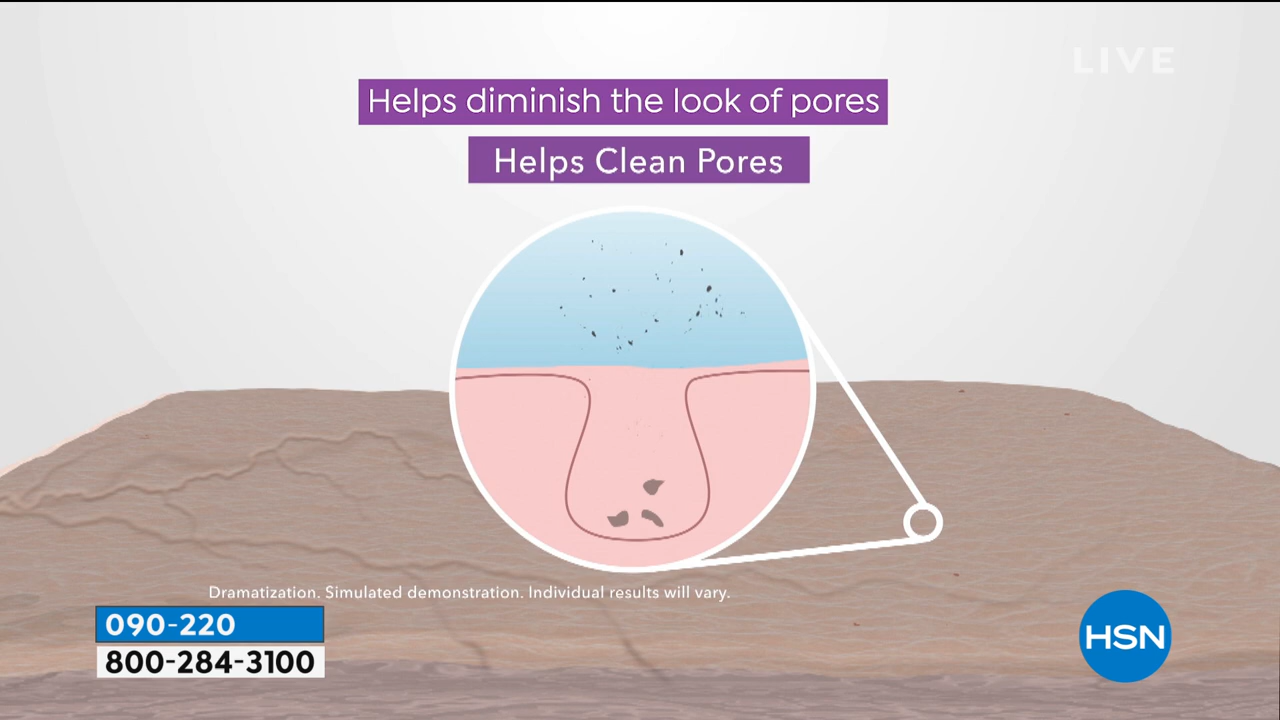 LIVE
Helps diminish the look of pores
Helps Clean Pores
Dramatization. Simulated demonstration. Individual results will vary.
090-220
800-284-3100
HSN